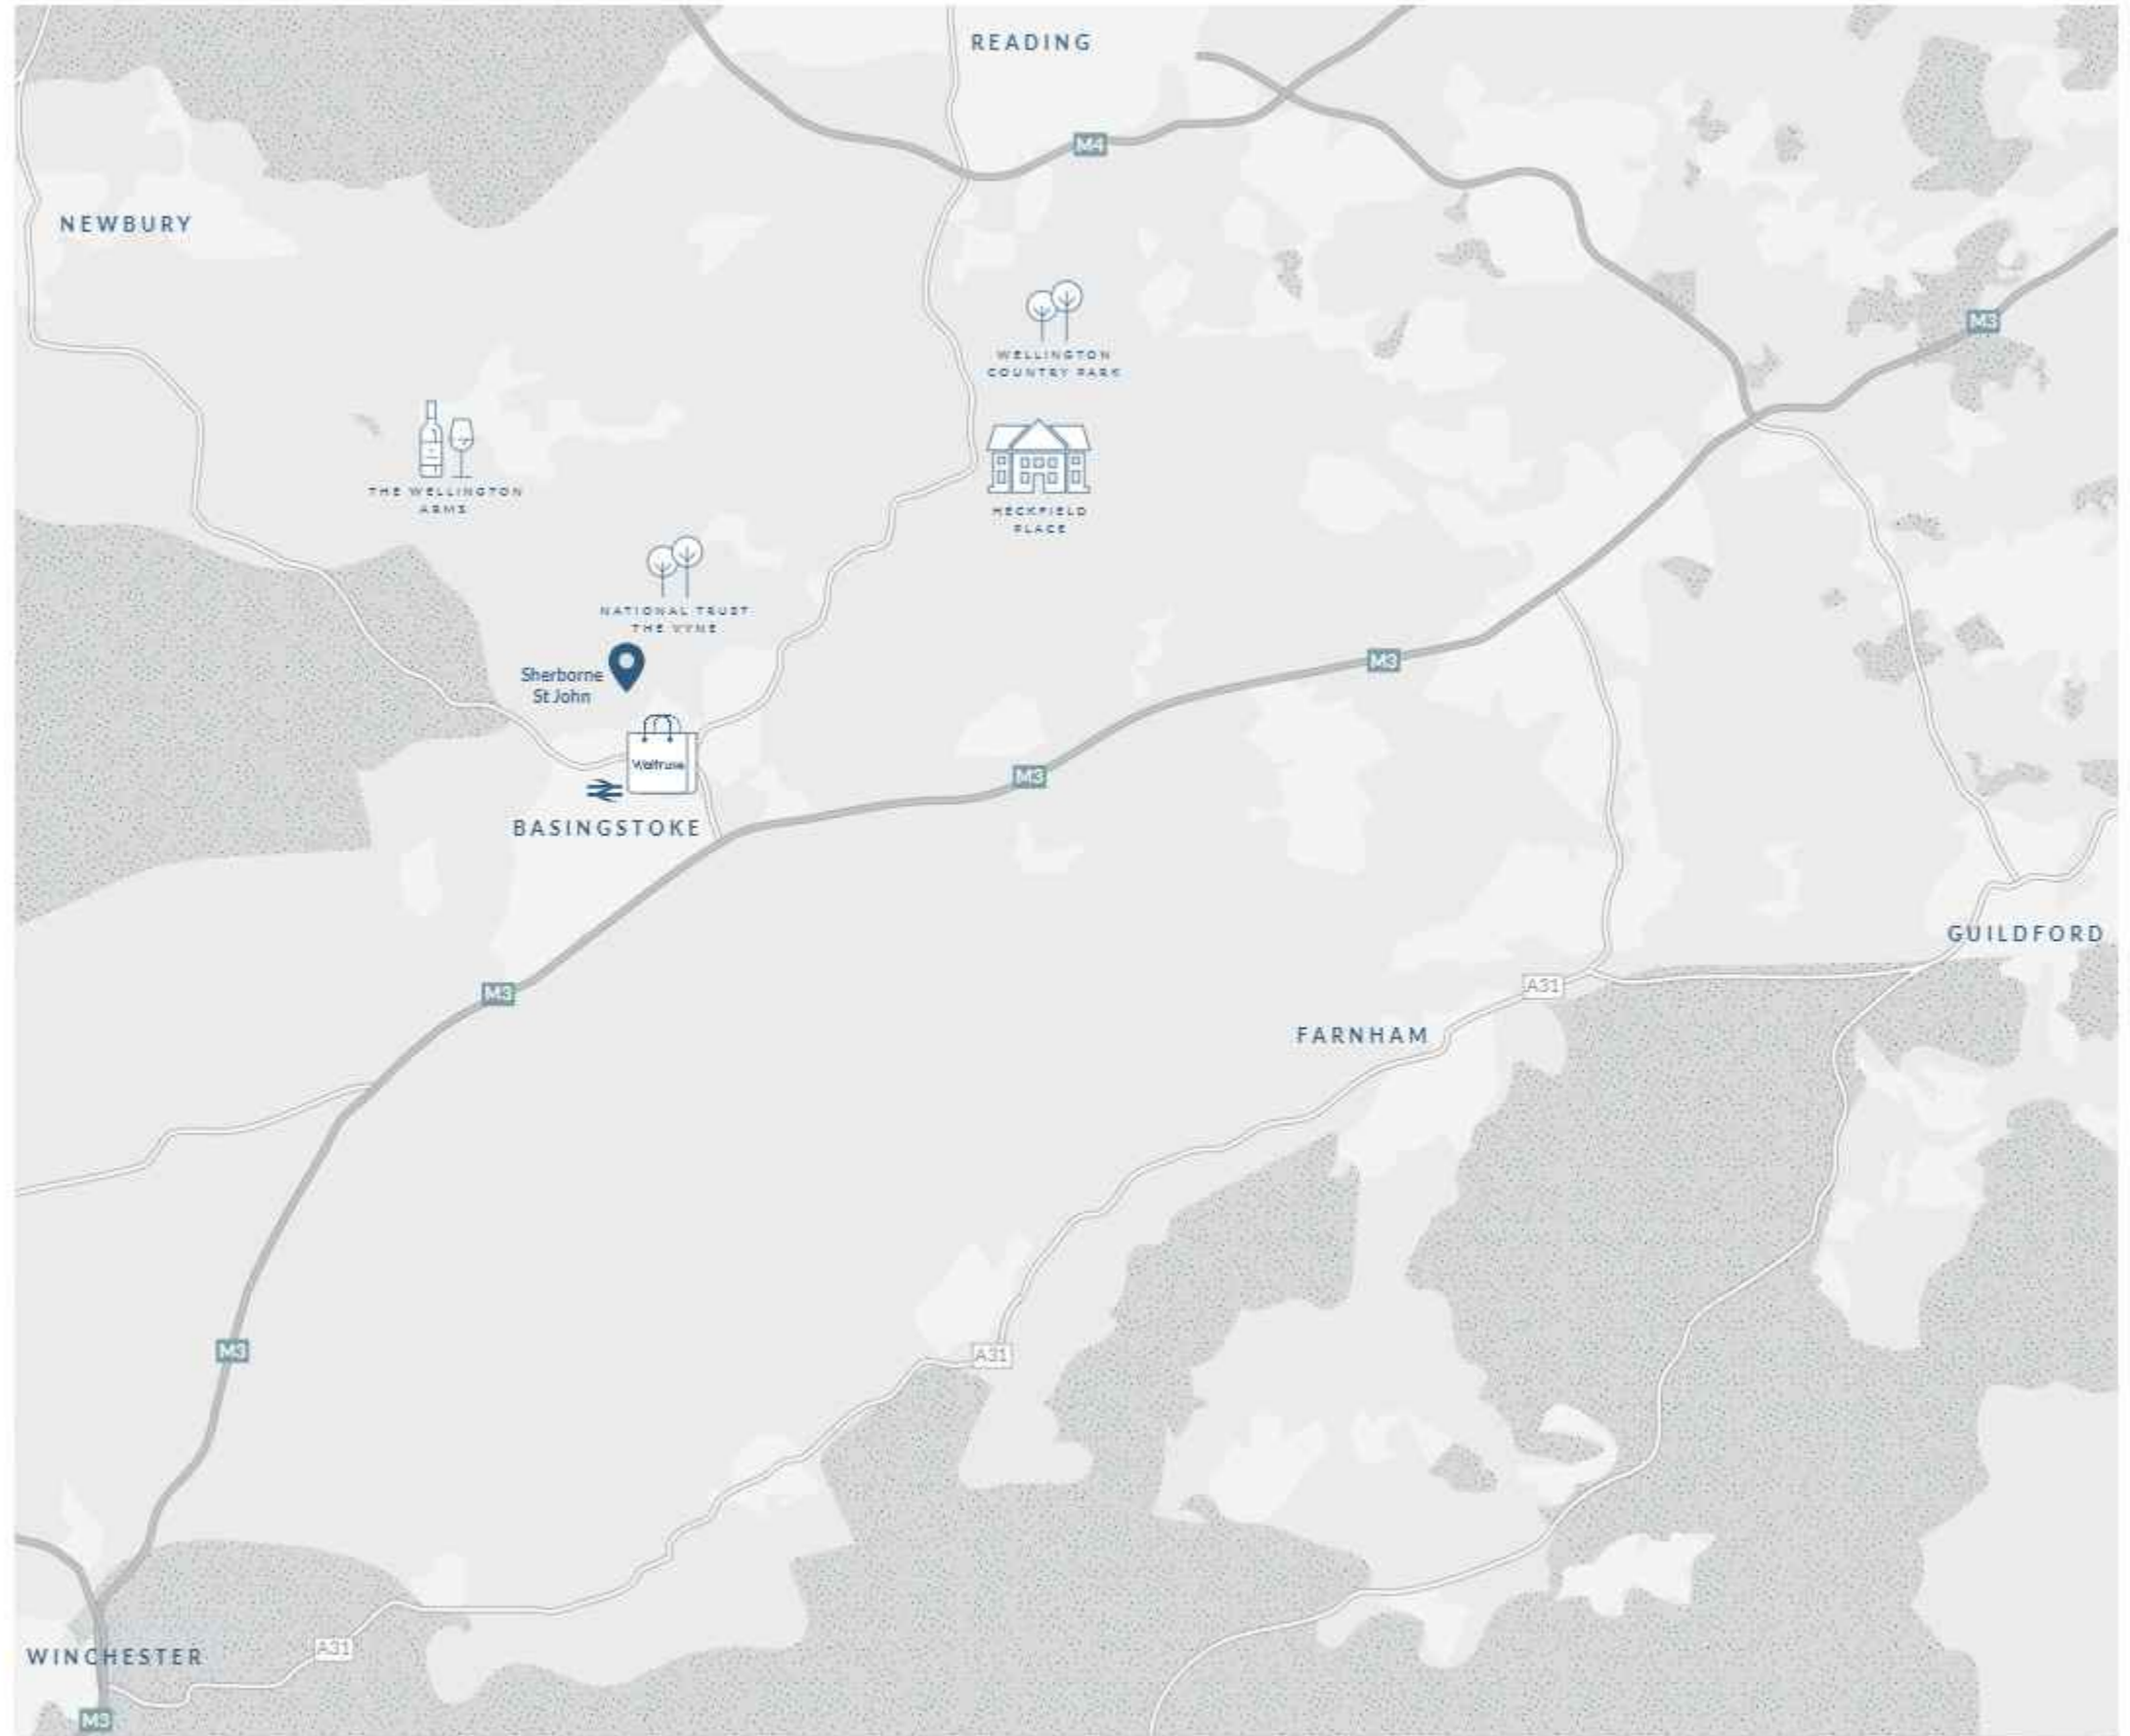 READING
M4
NEWBURY
M3
WELLINGTON
COUNTRY PARK
THE WELLINGTON
ARMS
HECKFIELD
PLACE
NATIONAL TRUST
THE VYNE
Sherborne
St John
M3
Waitrose
M3
BASINGSTOKE
GUILDFORD
M3
A31
FARNHAM
M3
A31
WINCHESTER
A31
M3